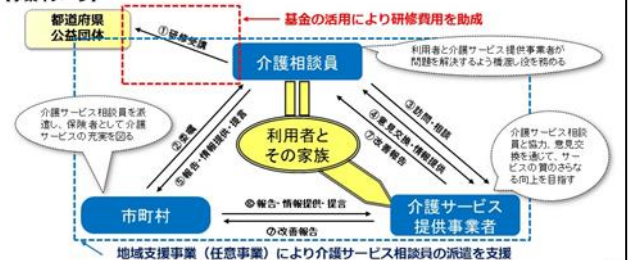 都道府県
公益団体
基金の活用により研修費用を助成
①研修受講
介護相談員
利用者と介護サービス提供事業者が
問題を解決するよう橋渡し役を務める
介護サービス相談員を派
遣し、保険者として介護
サービスの充実を図る
②委嘱
⑤報告・情報提供・提言
利用者と
その家族
③訪問・相談
④意見交換・情報提供
⑦改善報告
介護サービス相談
員と協力、意見交
換を通じて、サー
ビスの質のさらな
る向上を目指す
市町村
⑥報告・情報提供・提言
⑦改善報告
介護サービス
提供事業者
地域支援事業(任意事業)により介護サービス相談員の派遣を支援